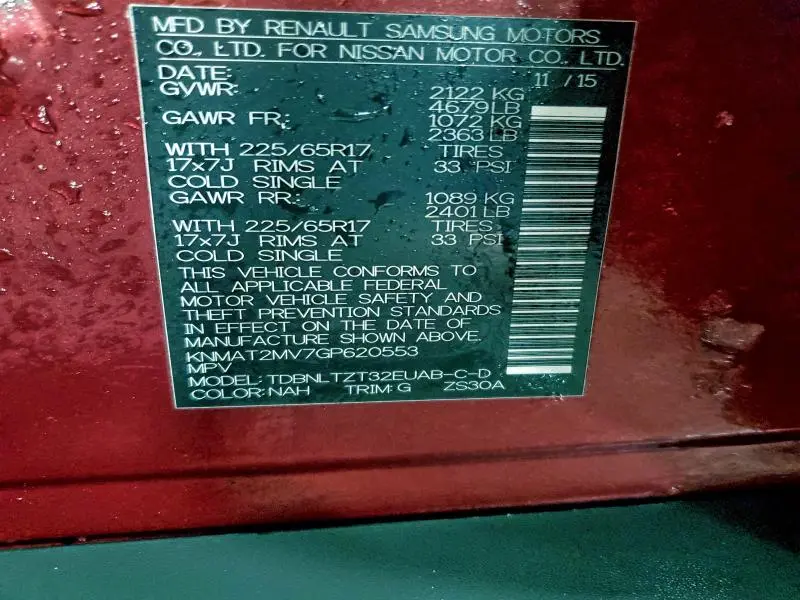 MFD BY RENAULT SAMSUNG MOTORS
CO., LTD. FOR NISSAN MOTOR CO., LTD.
DATE: 11 / 15
GVWR: 2122 KG
4679 LB
GAWR FR.: 1072 KG
2363 LB
WITH 225/65R17 TIRES
17x7J RIMS AT 33 PSI
COLD SINGLE
GAWR RR.: 1089 KG
2401 LB
WITH 225/65R17 TIRES
17x7J RIMS AT 33 PSI
COLD SINGLE
THIS VEHICLE CONFORMS TO
ALL APPLICABLE FEDERAL
MOTOR VEHICLE SAFETY AND
THEFT PREVENTION STANDARDS
IN EFFECT ON THE DATE OF
MANUFACTURE SHOWN ABOVE.
KNMAT2MV7GP620553
MPV
MODEL: TDBNLTZT32EUAB-C-D
COLOR: NAH TRIM: G ZS30A